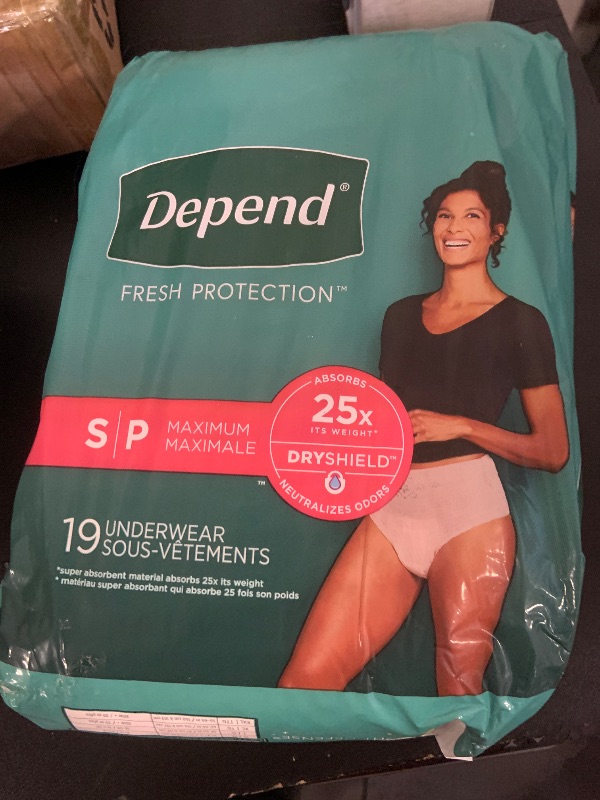 Depend®
FRESH PROTECTION™
S|P
MAXIMUM
MAXIMALE
ABSORBS
25x
ITS WEIGHT*
DRYSHIELD™
NEUTRALIZES ODORS
™
19 UNDERWEAR
SOUS-VÊTEMENTS
*super absorbent material absorbs 25x its weight
* matériau super absorbant qui absorbe 25 fois son poids